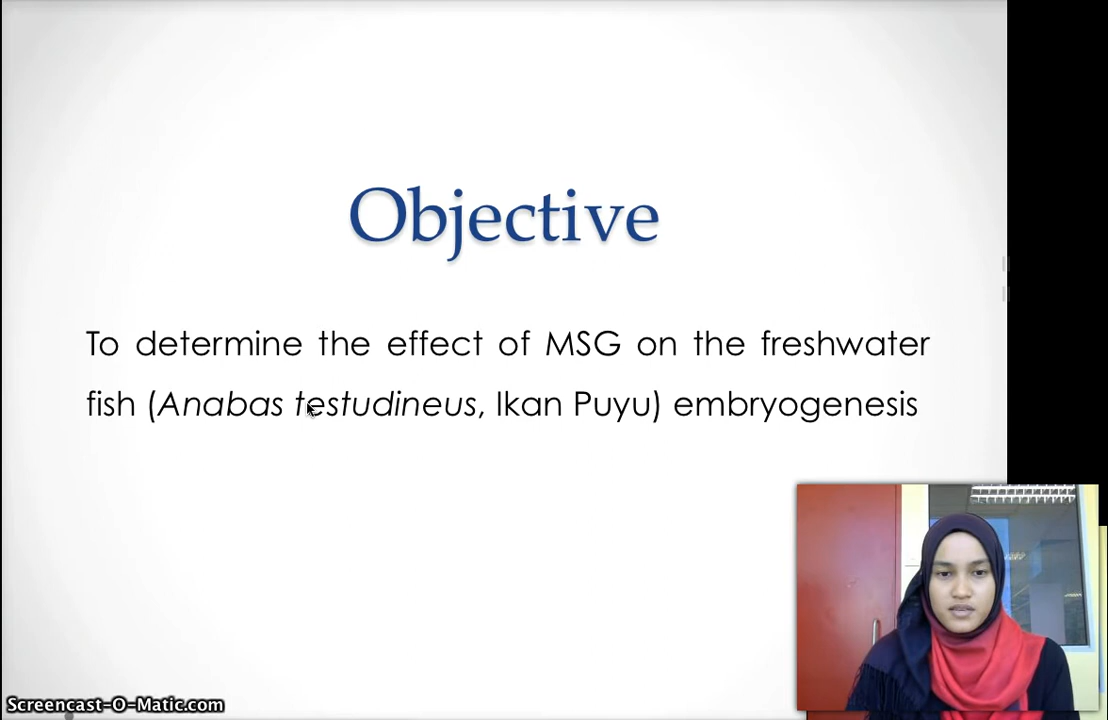 Objective
To determine the effect of MSG on the freshwater
fish (Anabas testudineus, Ikan Puyu) embryogenesis
Screencast-O-Matic.com